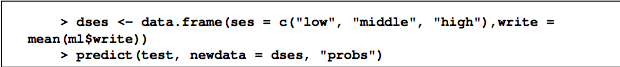 > dses <- data.frame(ses = c("low", "middle", "high"),write =
mean(ml$write))
> predict(test, newdata = dses, "probs")